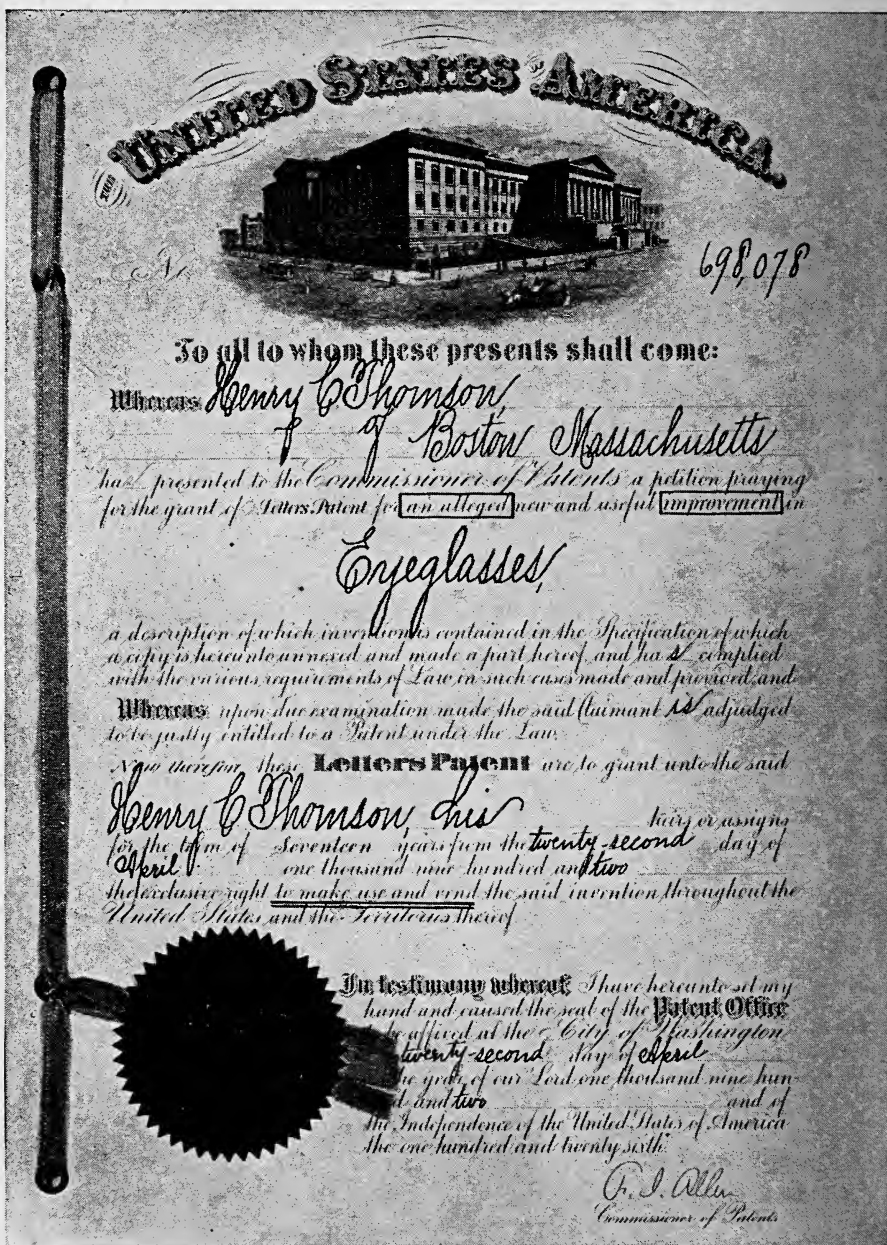 THE UNITED STATES OF AMERICA.
No. 698,078
To all to whom these presents shall come:
Whereas Henry C Thomson,
of Boston Massachusetts
has presented to the Commissioner of Patents a petition praying
for the grant of Letters Patent for an alleged new and useful improvement in
Eyeglasses,
a description of which invention is contained in the Specification of which
a copy is hereunto annexed and made a part hereof, and has complied
with the various requirements of Law in such cases made and provided, and
Whereas upon due examination made the said Claimant is adjudged
to be justly entitled to a Patent under the Law.
Now therefore these Letters Patent are to grant unto the said
Henry C Thomson, his heirs or assigns
for the term of Seventeen years from the twenty-second day of
April one thousand nine hundred and two
the exclusive right to make use and vend the said invention throughout the
United States and the Territories thereof.
In testimony whereof I have hereunto set my
hand and caused the seal of the Patent Office
be affixed at the City of Washington
twenty-second day of April
the year of our Lord one thousand nine hun-
d and two and of
the Independence of the United States of America
the one hundred and twenty sixth.
F. I. Allen
Commissioner of Patents